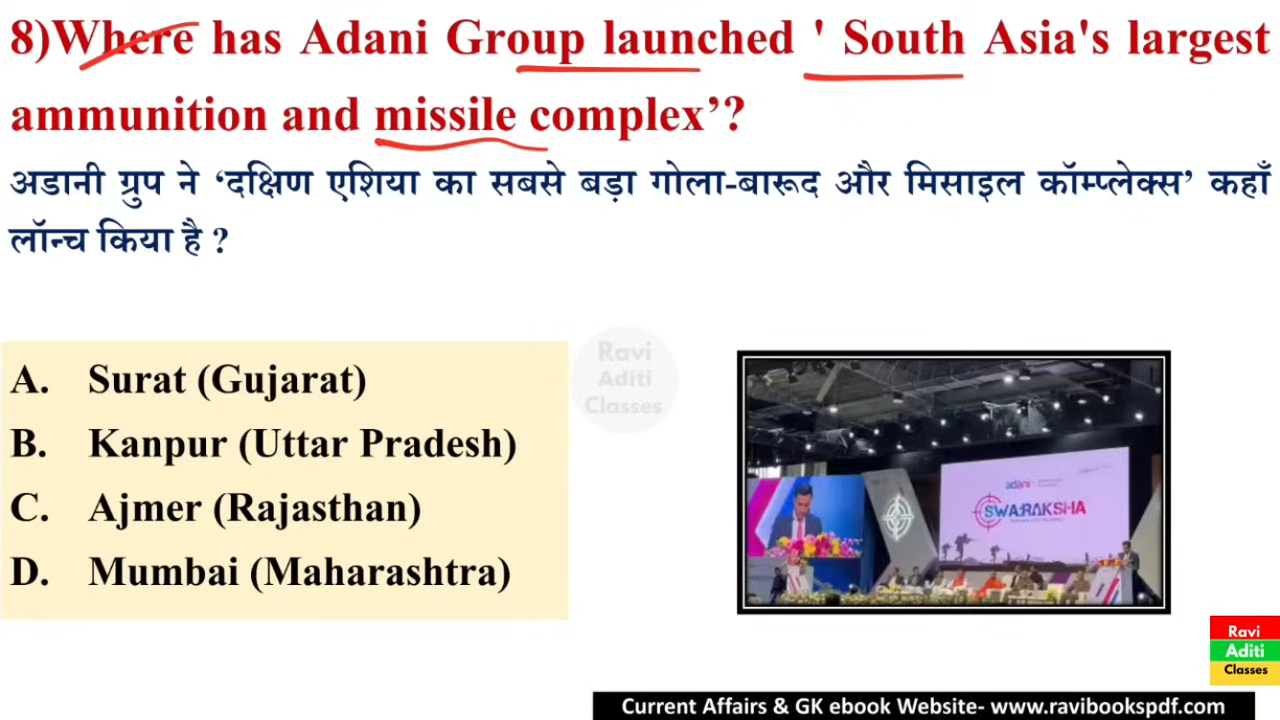 8)Where has Adani Group launched ' South Asia's largest
ammunition and missile complex’?
अडानी ग्रुप ने ‘दक्षिण एशिया का सबसे बड़ा गोला-बारूद और मिसाइल कॉम्प्लेक्स’ कहाँ
लॉन्च किया है ?
A. Surat (Gujarat)
B. Kanpur (Uttar Pradesh)
C. Ajmer (Rajasthan)
D. Mumbai (Maharashtra)
Ravi
Aditi
Classes
adani
SWARAKSHA
Ravi
Aditi
Classes
Current Affairs & GK ebook Website- www.ravibookspdf.com